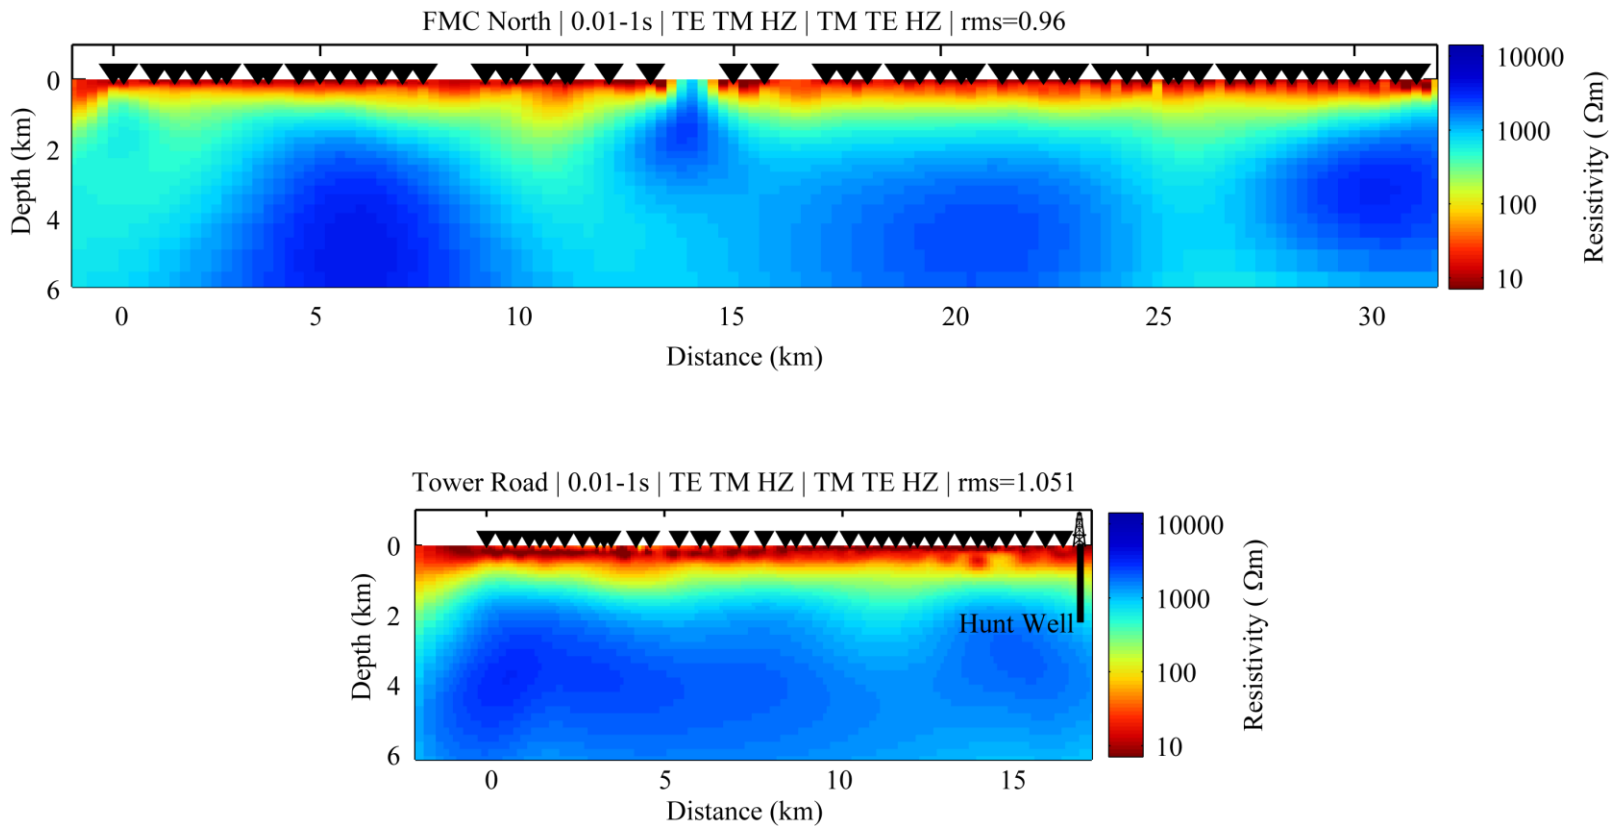 FMC North | 0.01-1s | TE TM HZ | TM TE HZ | rms=0.96
0
2
4
6
Depth (km)
0 5 10 15 20 25 30
Distance (km)
10000
1000
100
10
Resistivity ( Ωm)
Tower Road | 0.01-1s | TE TM HZ | TM TE HZ | rms=1.051
0
2
4
6
Depth (km)
Hunt Well
0 5 10 15
Distance (km)
10000
1000
100
10
Resistivity ( Ωm)